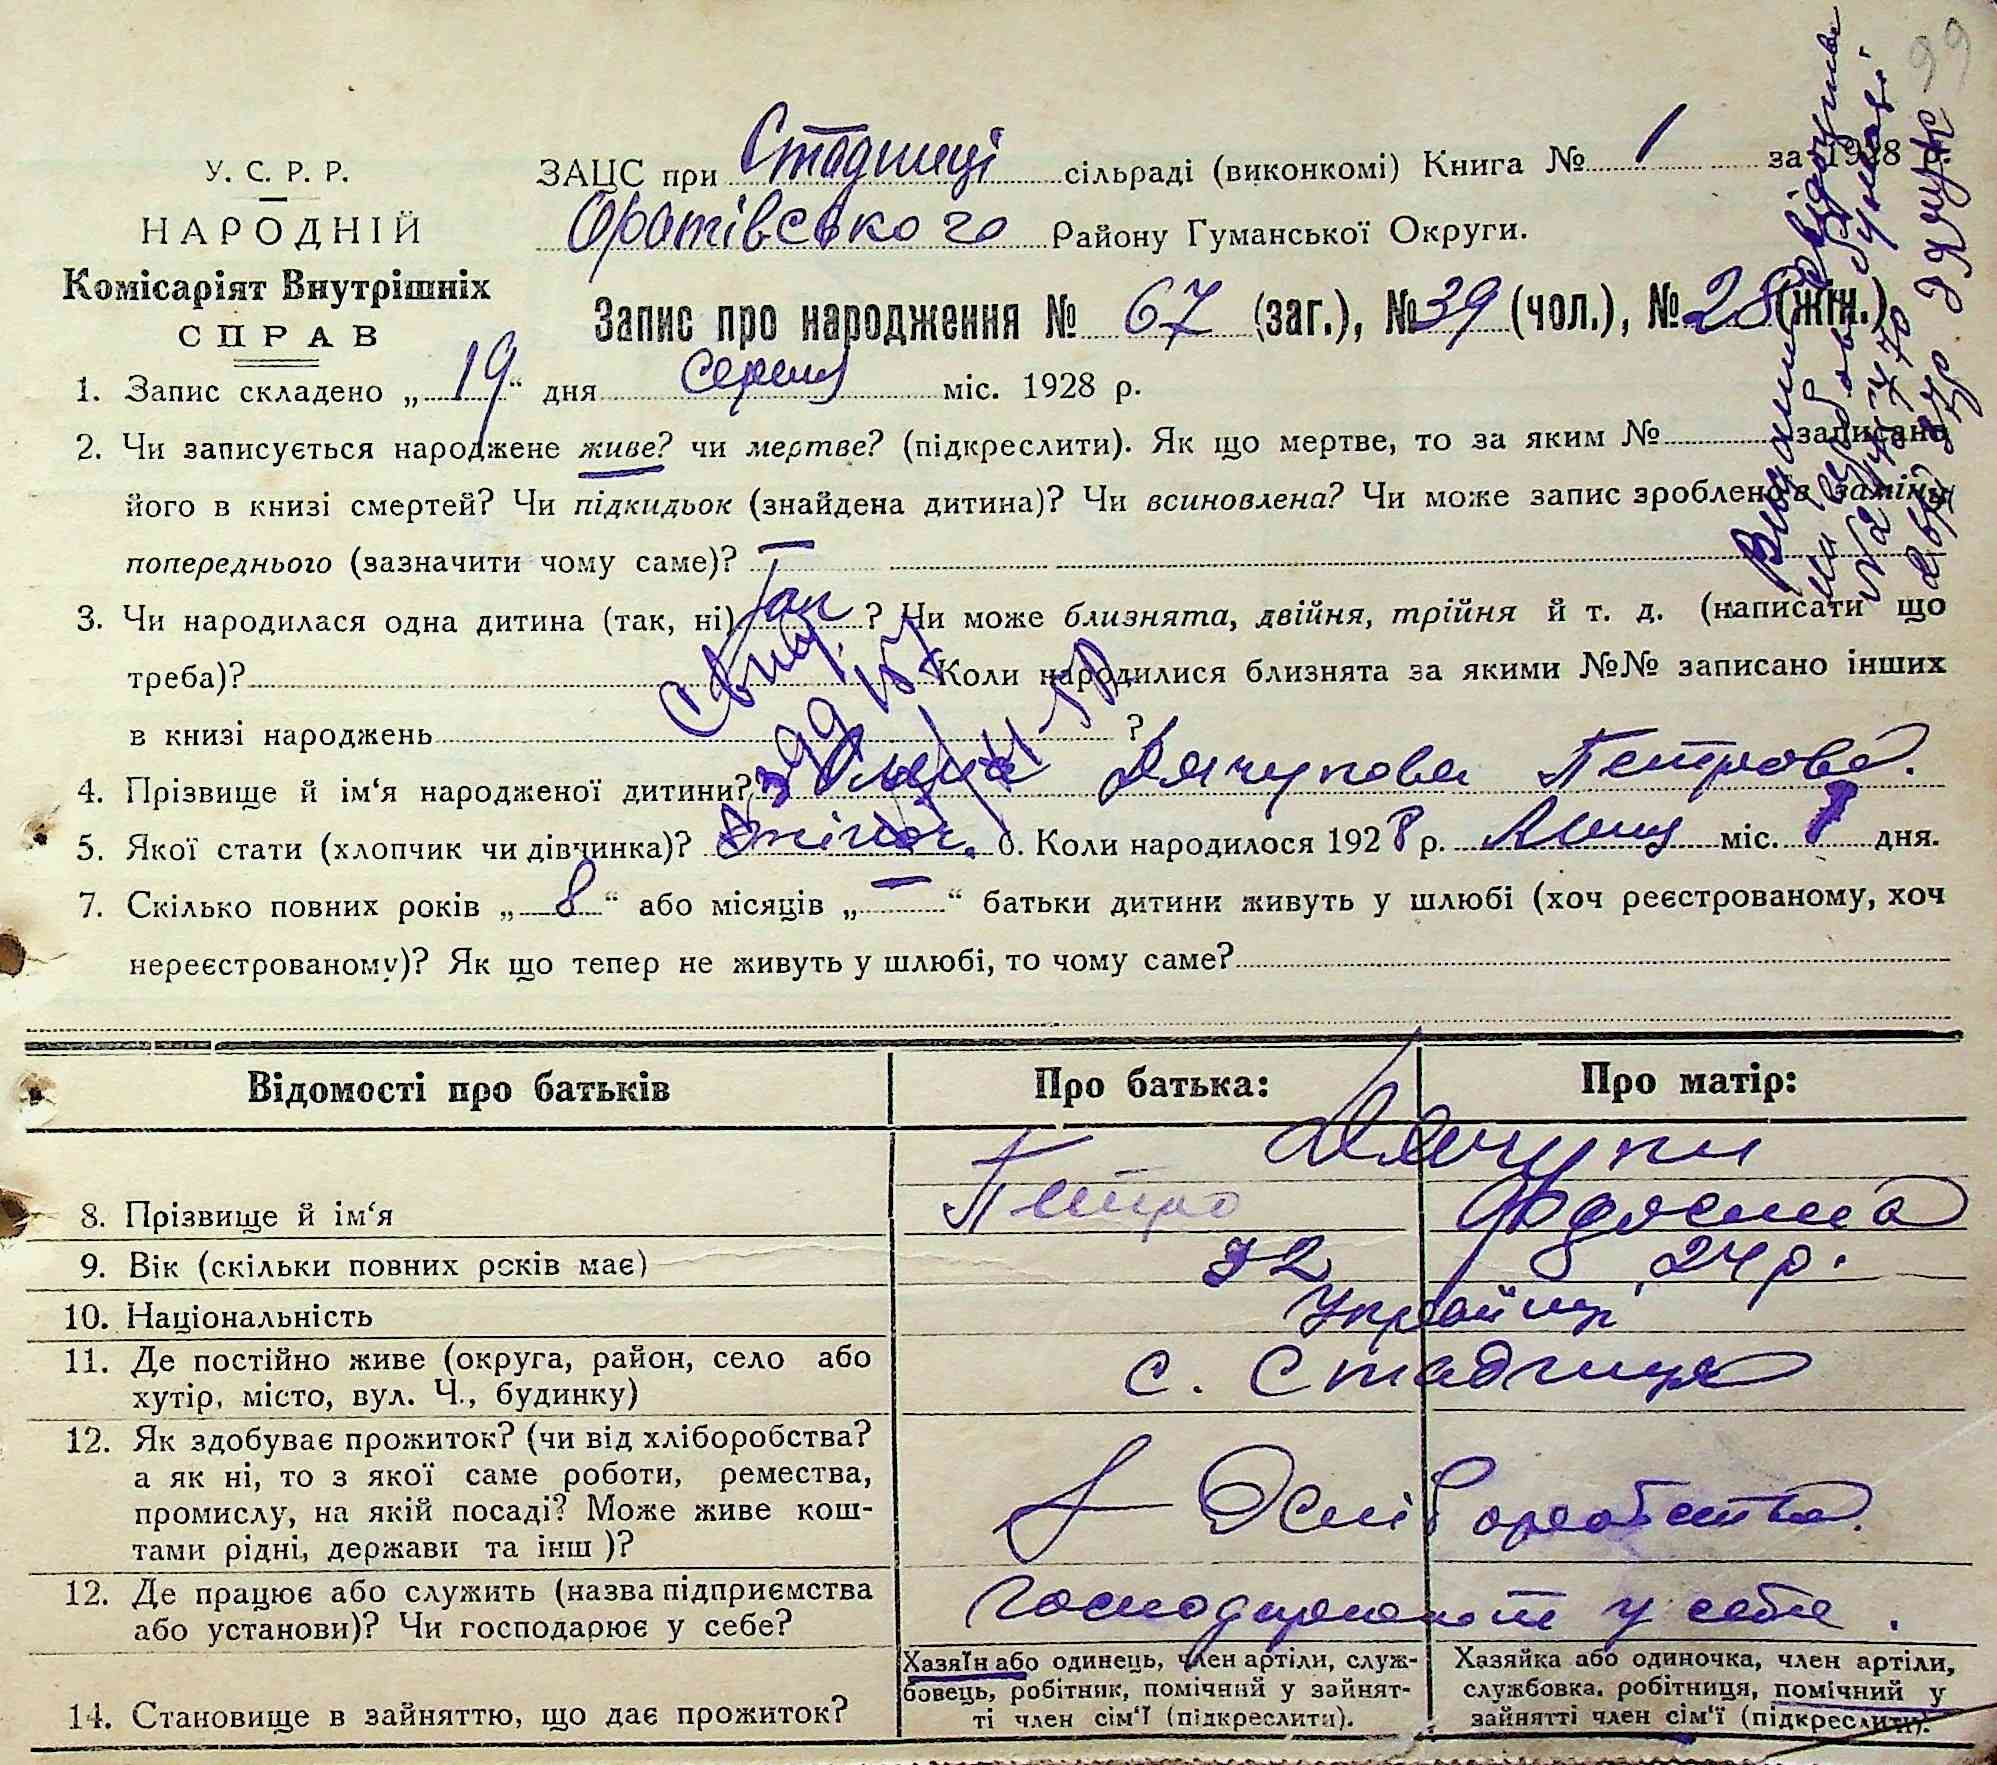 99
У. С. Р. Р.
НАРОДНІЙ
Комісаріят Внутрішніх
СПРАВ
ЗАЦС при Стадниці сільраді (виконкомі) Книга № 1 за 1928 р.
Оратівського Району Гуманської Округи.
Запис про народження № 67 (заг.), № 39 (чол.), № 28 (жін.)
1. Запис складено „19“ дня серпня міс. 1928 р.
2. Чи записується народжене живе? чи мертве? (підкреслити). Як що мертве, то за яким № записано
його в книзі смертей? Чи підкидьок (знайдена дитина)? Чи всиновлена? Чи може запис зроблено в заміну
попереднього (зазначити чому саме)? —
3. Чи народилася одна дитина (так, ні) Так ? Чи може близнята, двійня, трійня й т. д. (написати що
треба)? Коли народилися близнята за якими №№ записано інших
в книзі народжень ?
4. Прізвище й ім‘я народженої дитини? Дячукова Петрова.
5. Якої стати (хлопчик чи дівчинка)? жіноч. 6. Коли народилося 1928 р. Липця міс. дня.
7. Скілько повних років „8“ або місяців „—“ батьки дитини живуть у шлюбі (хоч реєстрованому, хоч
нереєстрованому)? Як що тепер не живуть у шлюбі, то чому саме?
Відомості про батьків Про батька: Про матір:
Дячуки
8. Прізвище й ім‘я Петро Федосина
9. Вік (скільки повних років має) 32 24 р.
10. Національність Українці
11. Де постійно живе (округа, район, село або
хутір, місто, вул. Ч., будинку) с. Стадниця
12. Як здобуває прожиток? (чи від хліборобства?
а як ні, то з якої саме роботи, ремества,
промислу, на якій посаді? Може живе кош-
тами рідні, держави та інш )? Хліборобства.
12. Де працює або служить (назва підприємства
або установи)? Чи господарює у себе? господарюють у себе.
14. Становище в зайняттю, що дає прожиток?
Хазяїн або одинець, член артіли, служ-
бовець, робітник, помічний у зайнят-
ті член сім‘ї (підкреслити).
Хазяйка або одиночка, член артіли,
службовка, робітниця, помічний у
зайнятті член сім‘ї (підкреслити).